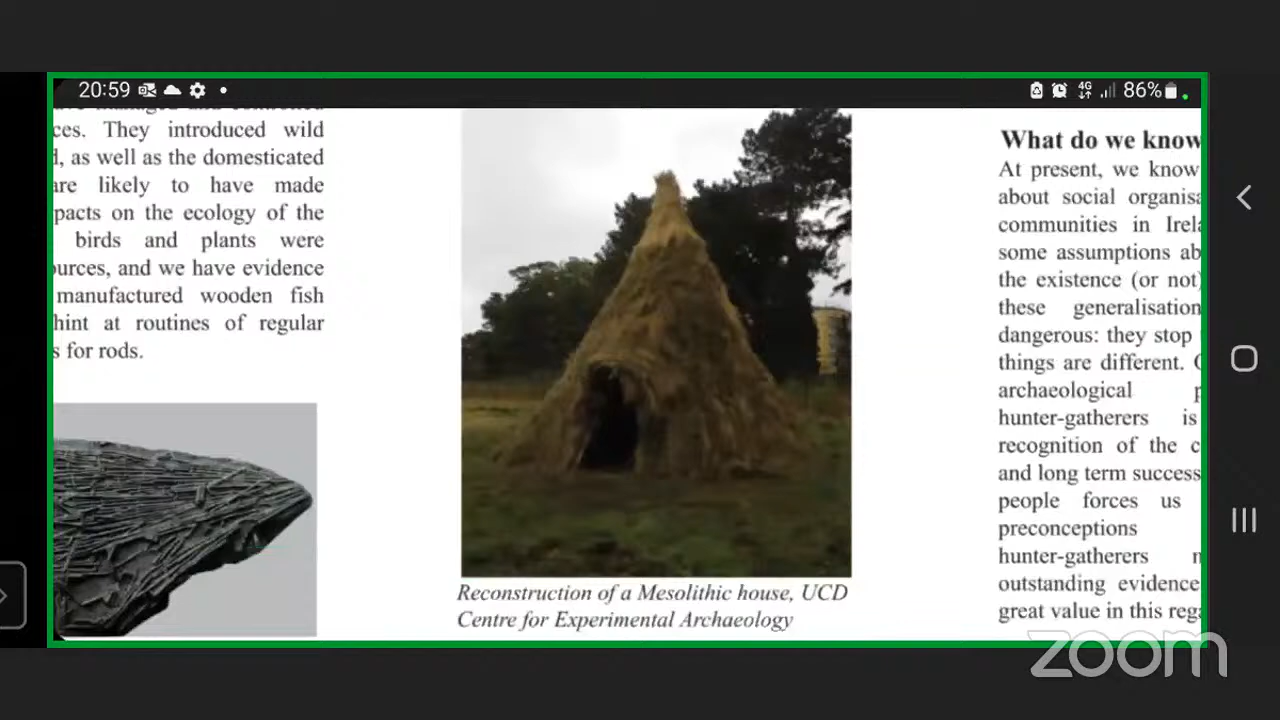 20:59
4G
86%
ces. They introduced wild
, as well as the domesticated
are likely to have made
pacts on the ecology of the
birds and plants were
ources, and we have evidence
manufactured wooden fish
hint at routines of regular
s for rods.
Reconstruction of a Mesolithic house, UCD
Centre for Experimental Archaeology
What do we know
At present, we know
about social organisa
communities in Irela
some assumptions ab
the existence (or not)
these generalisation
dangerous: they stop
things are different.
archaeological p
hunter-gatherers is
recognition of the c
and long term success
people forces us
preconceptions
hunter-gatherers n
outstanding evidence
great value in this rega
zoom